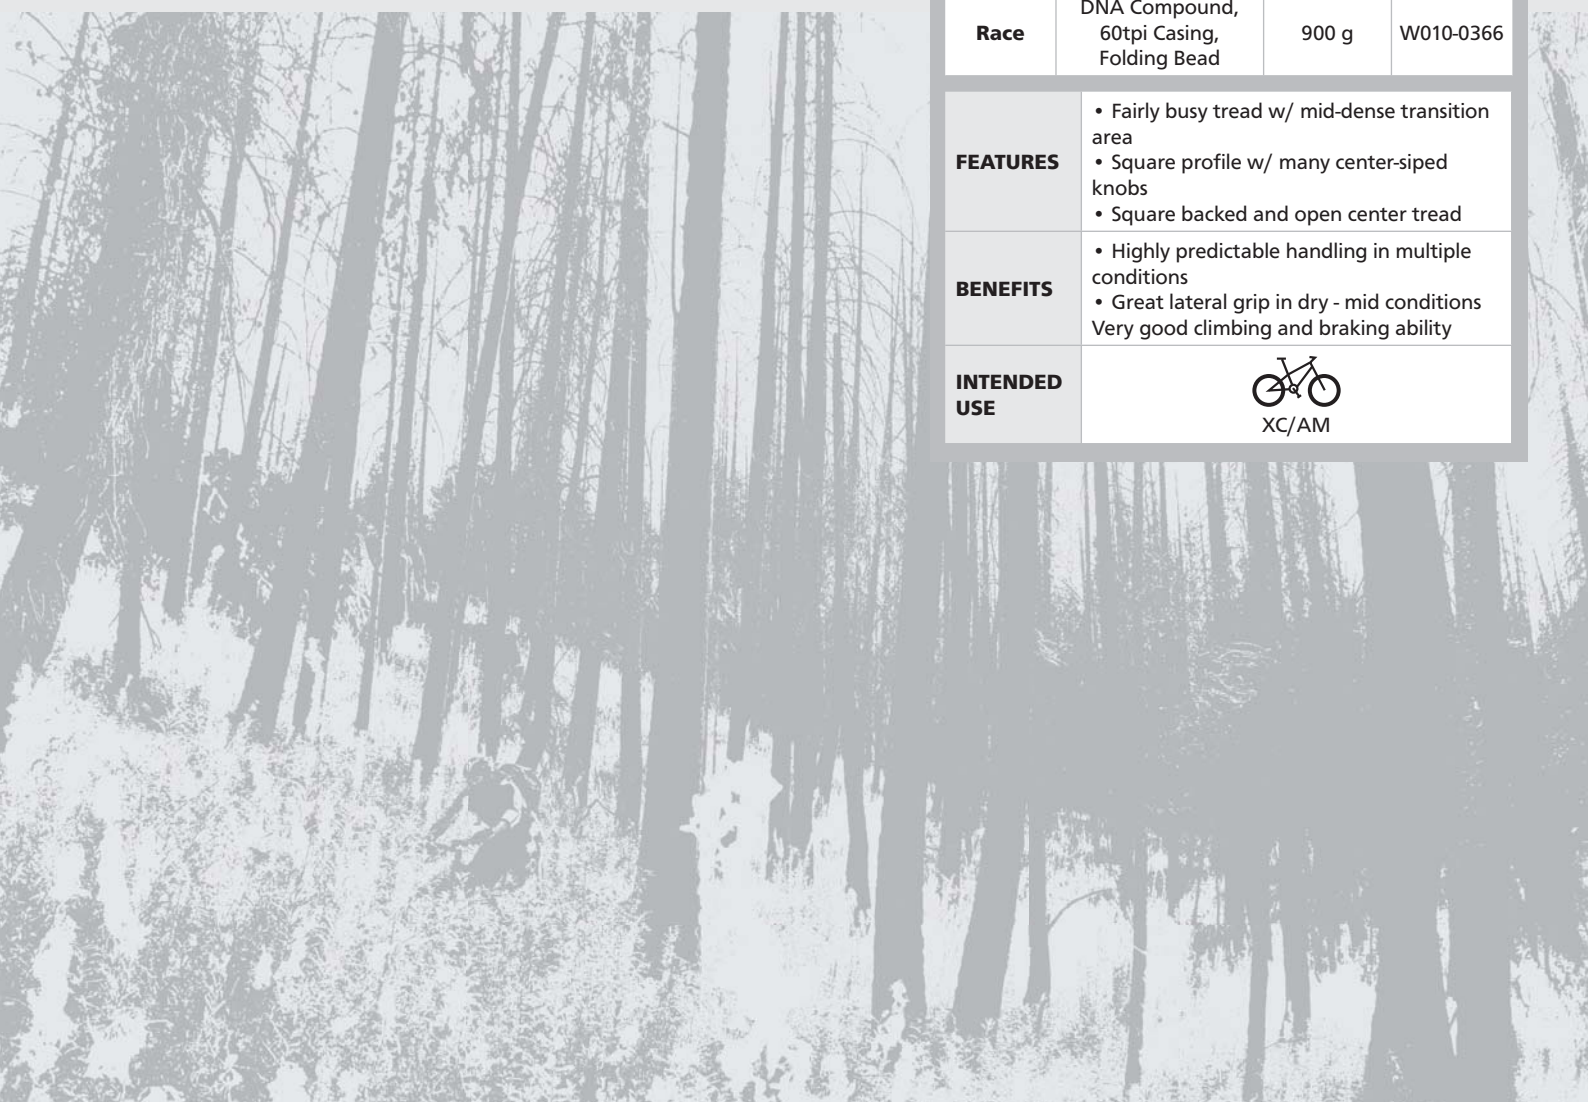 DNA Compound,
Race 60tpi Casing, 900 g W010-0366
Folding Bead
• Fairly busy tread w/ mid-dense transition
area
FEATURES • Square profile w/ many center-siped
knobs
• Square backed and open center tread
• Highly predictable handling in multiple
conditions
BENEFITS
• Great lateral grip in dry - mid conditions
Very good climbing and braking ability
INTENDED
USE
XC/AM